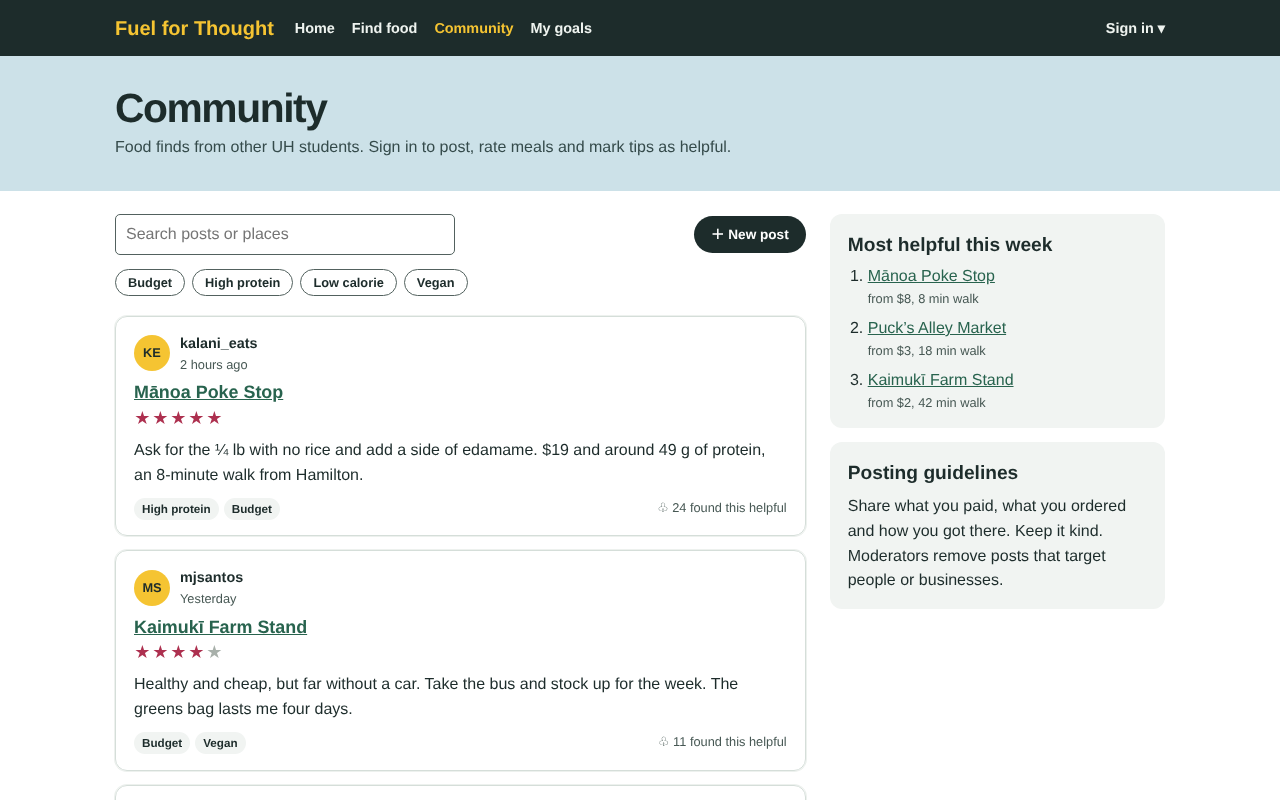 Fuel for Thought Home Find food Community My goals Sign in ▾
Community
Food finds from other UH students. Sign in to post, rate meals and mark tips as helpful.
Search posts or places
+ New post
Budget High protein Low calorie Vegan
KE
kalani_eats
2 hours ago
Mānoa Poke Stop
★★★★★
Ask for the ¼ lb with no rice and add a side of edamame. $19 and around 49 g of protein,
an 8-minute walk from Hamilton.
High protein Budget
♧ 24 found this helpful
MS
mjsantos
Yesterday
Kaimukī Farm Stand
★★★★★
Healthy and cheap, but far without a car. Take the bus and stock up for the week. The
greens bag lasts me four days.
Budget Vegan
♧ 11 found this helpful
Most helpful this week
1. Mānoa Poke Stop
from $8, 8 min walk
2. Puck’s Alley Market
from $3, 18 min walk
3. Kaimukī Farm Stand
from $2, 42 min walk
Posting guidelines
Share what you paid, what you ordered
and how you got there. Keep it kind.
Moderators remove posts that target
people or businesses.